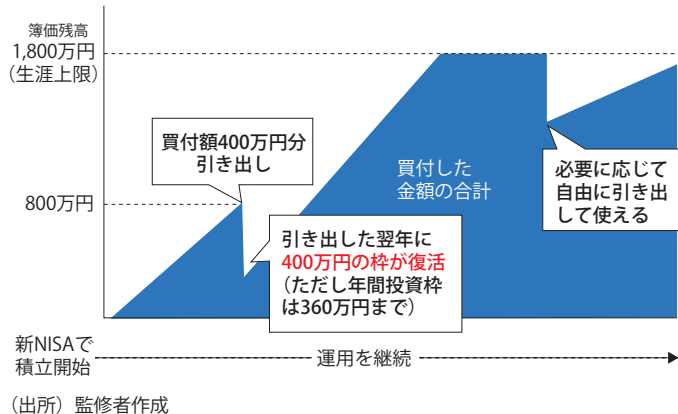 簿価残高
1,800万円
（生涯上限）
買付額400万円分
引き出し
買付した
金額の合計
必要に応じて
自由に引き出
して使える
800万円
引き出した翌年に
400万円の枠が復活
（ただし年間投資枠
は360万円まで）
新NISAで
積立開始
運用を継続
（出所）監修者作成